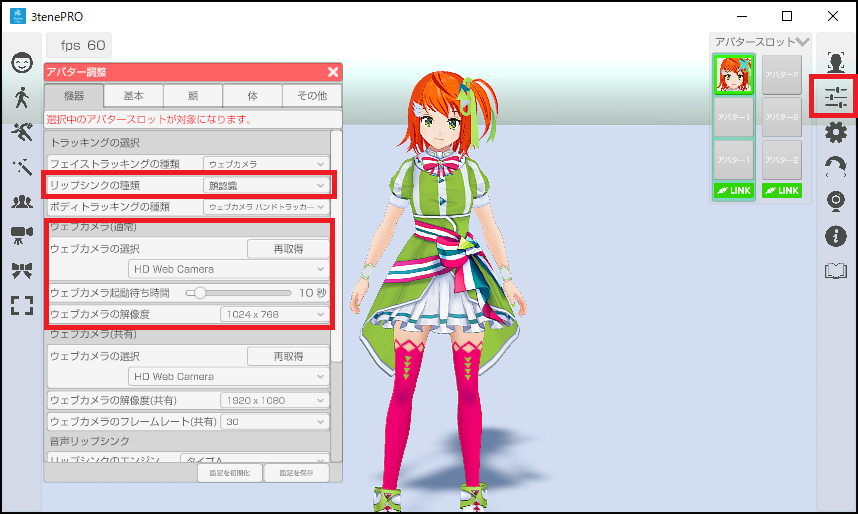 3tenePRO
fps 60
アバター調整
機器 基本 顔 体 その他
選択中のアバタースロットが対象になります。
トラッキングの選択
フェイストラッキングの種類 ウェブカメラ
リップシンクの種類 顔認識
ボディトラッキングの種類 ウェブカメラ ハンドトラッカー...
ウェブカメラ(通常)
ウェブカメラの選択 再取得
HD Web Camera
ウェブカメラ起動待ち時間 10 秒
ウェブカメラの解像度 1024 x 768
ウェブカメラ(共有)
ウェブカメラの選択 再取得
HD Web Camera
ウェブカメラの解像度(共有) 1920 x 1080
ウェブカメラのフレームレート(共有) 30
音声リップシンク
リップシンクのエンジン タイプA
設定を初期化 設定を保存
アバタースロット
アバター2
アバター1 アバター2
アバター1 アバター2
LINK LINK